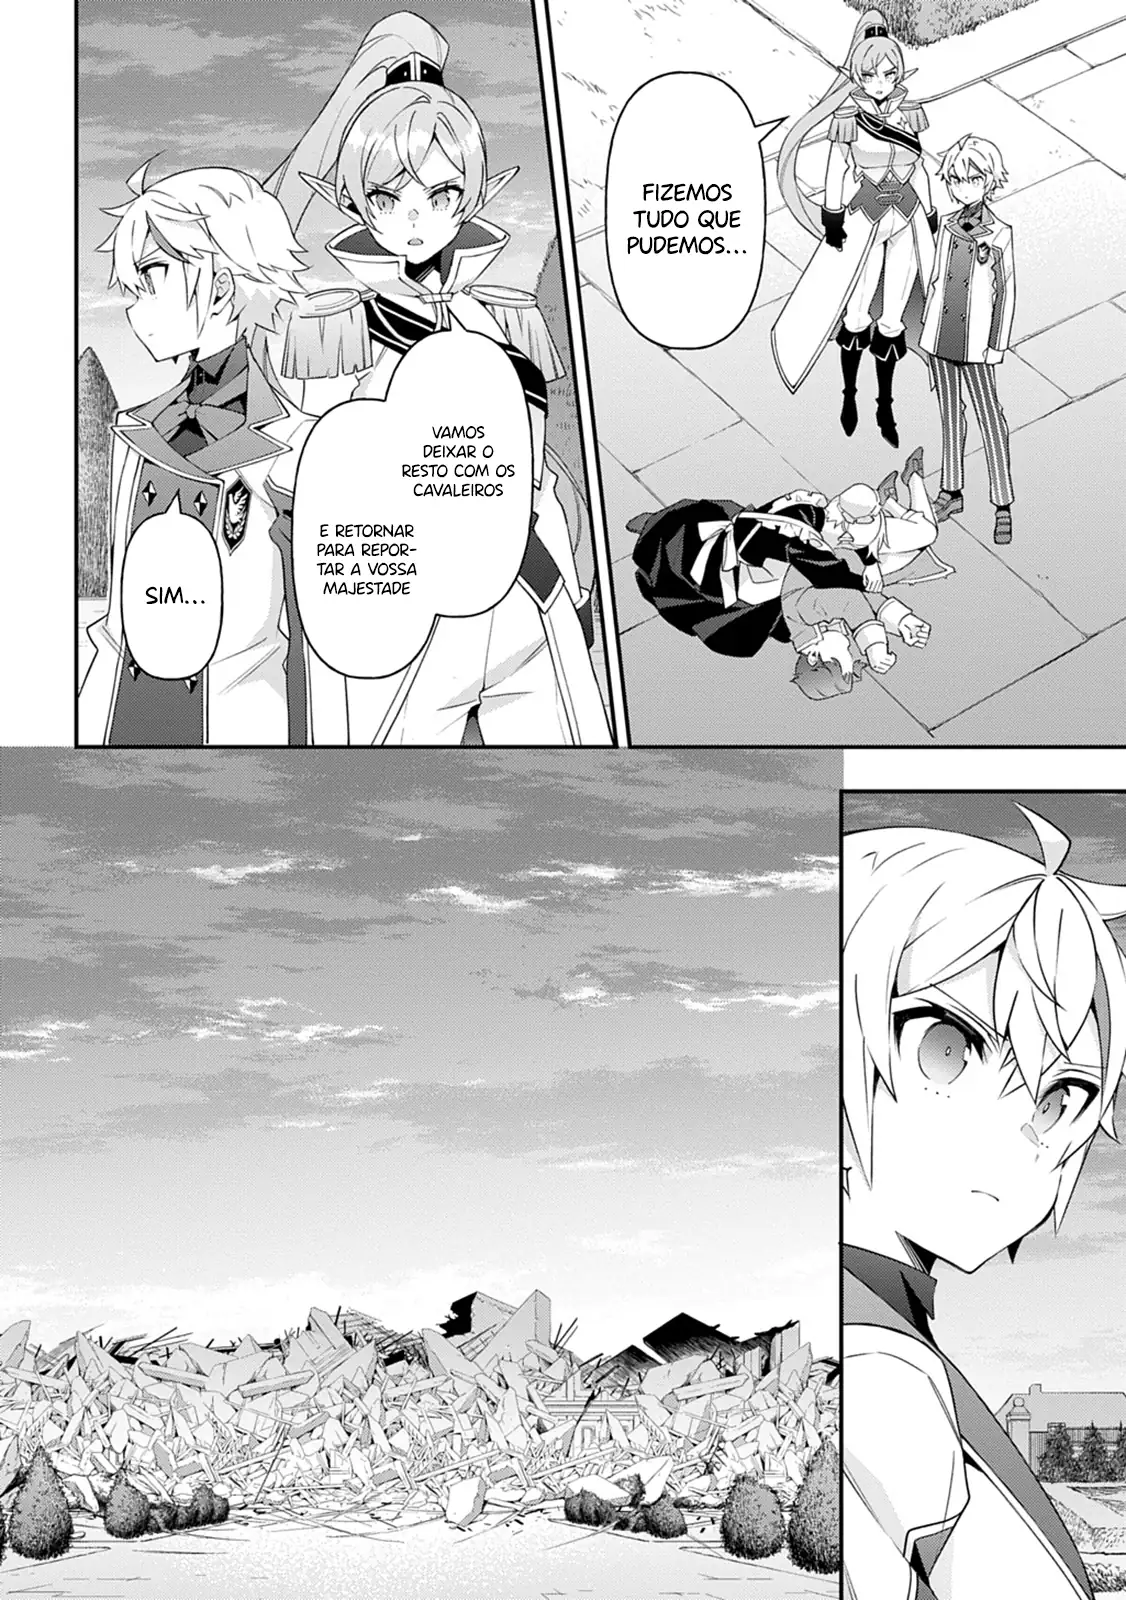 FIZEMOS
TUDO QUE
PUDEMOS...
VAMOS
DEIXAR O
RESTO COM OS
CAVALEIROS
E RETORNAR
PARA REPOR-
TAR A VOSSA
MAJESTADE
SIM...